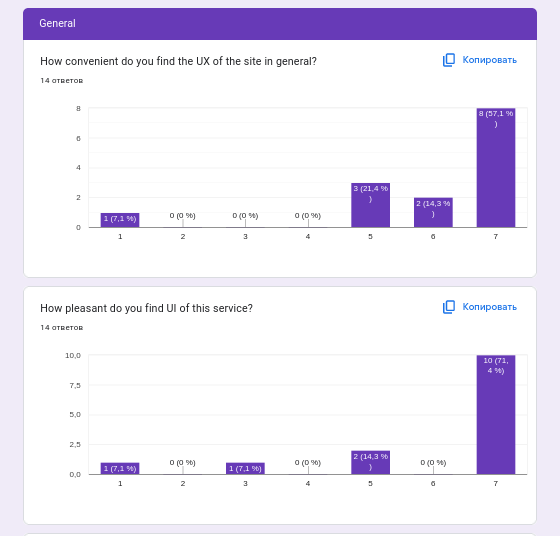 General
How convenient do you find the UX of the site in general?
Копировать
14 ответов
8
6
4
2
0
1 (7,1 %)
0 (0 %)
0 (0 %)
0 (0 %)
3 (21,4 %
)
2 (14,3 %
)
8 (57,1 %
)
1 2 3 4 5 6 7
How pleasant do you find UI of this service?
Копировать
14 ответов
10,0
7,5
5,0
2,5
0,0
1 (7,1 %)
0 (0 %)
1 (7,1 %)
0 (0 %)
2 (14,3 %
)
0 (0 %)
10 (71,
4 %)
1 2 3 4 5 6 7